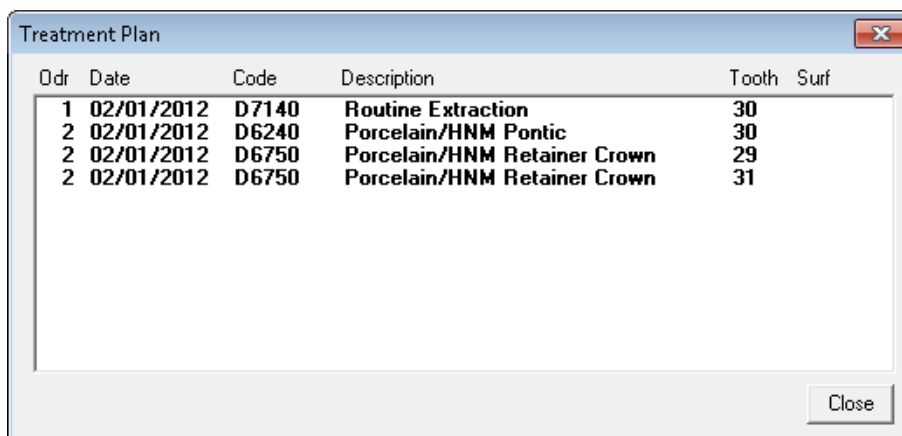 Treatment Plan
Odr Date Code Description Tooth Surf
1 02/01/2012 D7140 Routine Extraction 30
2 02/01/2012 D6240 Porcelain/HNM Pontic 30
2 02/01/2012 D6750 Porcelain/HNM Retainer Crown 29
2 02/01/2012 D6750 Porcelain/HNM Retainer Crown 31
Close